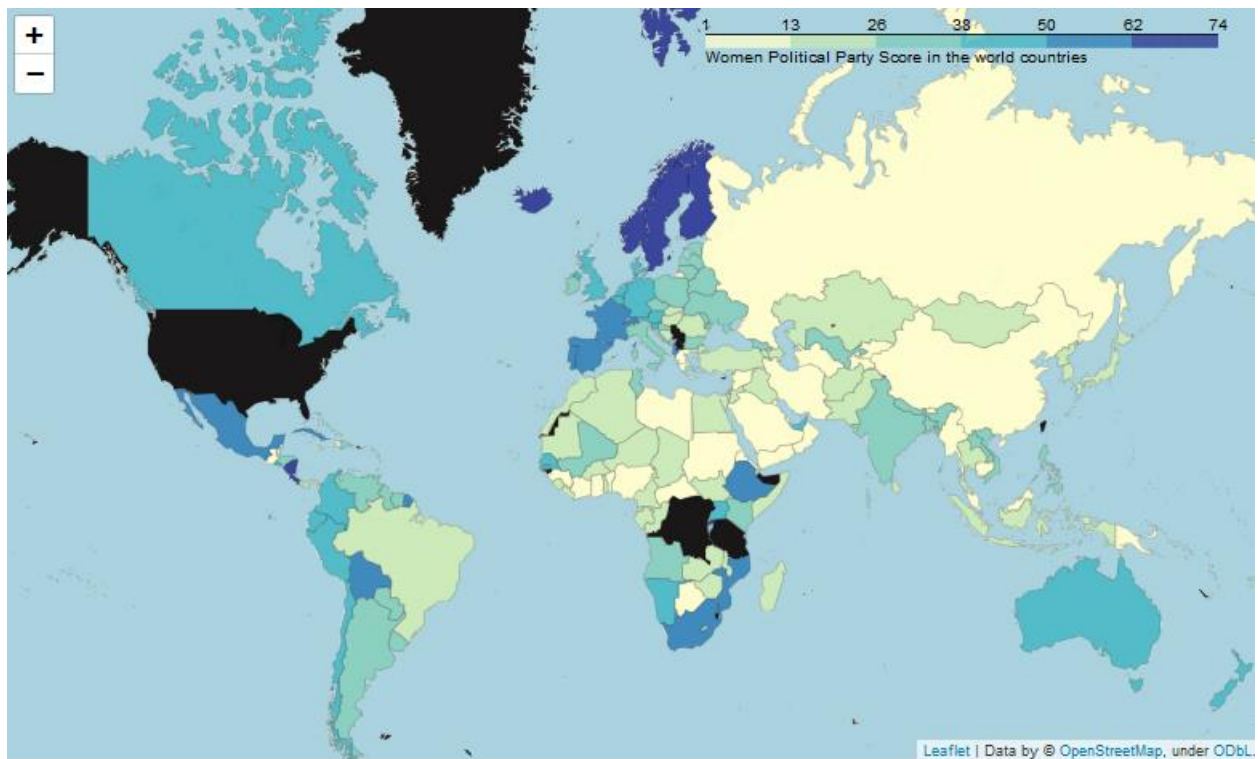 +
−
1 13 26 38 50 62 74
Women Political Party Score in the world countries
Leaflet | Data by © OpenStreetMap, under ODbL.